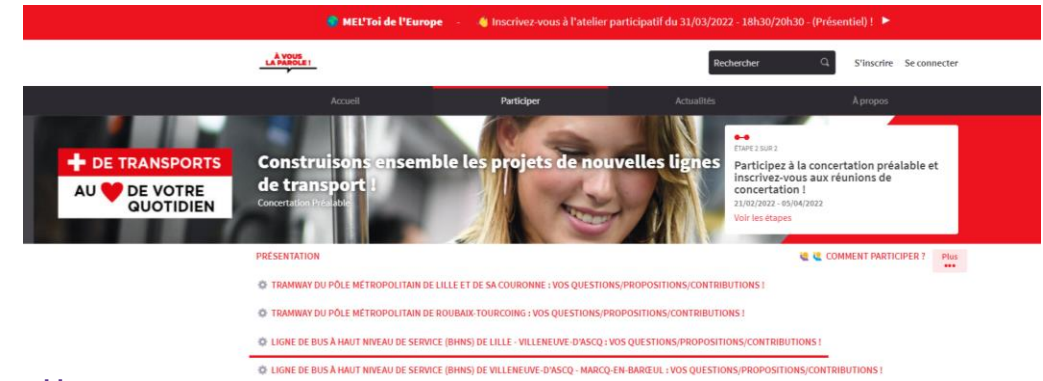 MEL'Toi de l'Europe - 👋 Inscrivez-vous à l'atelier participatif du 31/03/2022 - 18h30/20h30 - (Présentiel) ! ►
À VOUS
LA PAROLE !
Rechercher
S'inscrire Se connecter
Accueil Participer Actualités À propos
+ DE TRANSPORTS
AU ❤ DE VOTRE
QUOTIDIEN
Construisons ensemble les projets de nouvelles lignes
de transport !
Concertation Préalable
ÉTAPE 2 SUR 2
Participez à la concertation préalable et
inscrivez-vous aux réunions de
concertation !
21/02/2022 - 05/04/2022
Voir les étapes
PRÉSENTATION
COMMENT PARTICIPER ?
Plus
•••
TRAMWAY DU PÔLE MÉTROPOLITAIN DE LILLE ET DE SA COURONNE : VOS QUESTIONS/PROPOSITIONS/CONTRIBUTIONS !
TRAMWAY DU PÔLE MÉTROPOLITAIN DE ROUBAIX-TOURCOING : VOS QUESTIONS/PROPOSITIONS/CONTRIBUTIONS !
LIGNE DE BUS À HAUT NIVEAU DE SERVICE (BHNS) DE LILLE - VILLENEUVE-D'ASCQ : VOS QUESTIONS/PROPOSITIONS/CONTRIBUTIONS !
LIGNE DE BUS À HAUT NIVEAU DE SERVICE (BHNS) DE VILLENEUVE-D'ASCQ - MARCQ-EN-BARŒUL : VOS QUESTIONS/PROPOSITIONS/CONTRIBUTIONS !